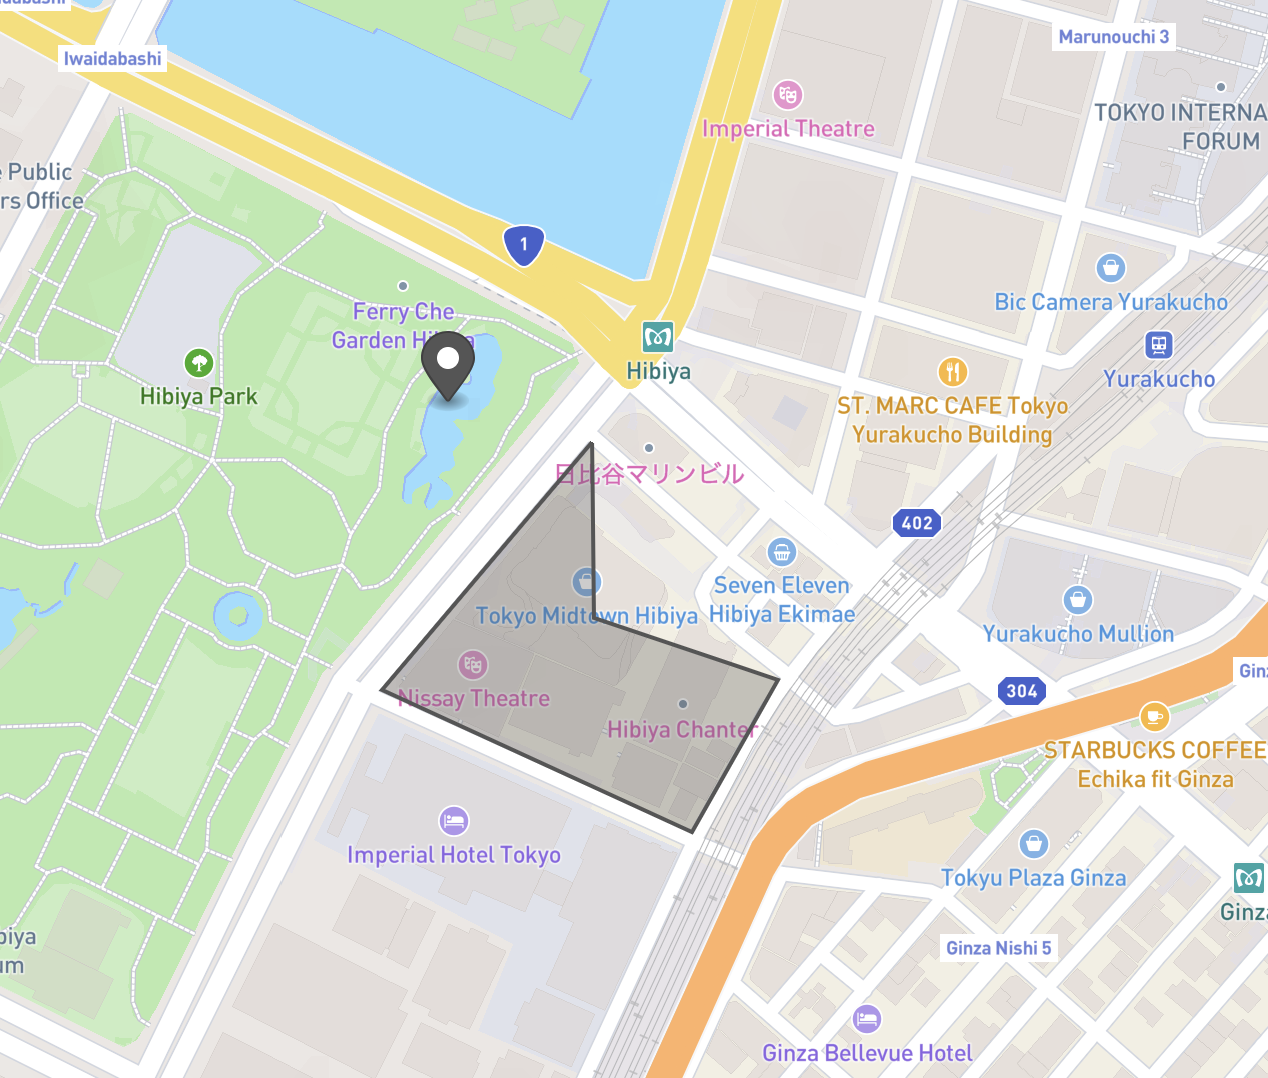 Iwaidabashi
Marunouchi 3
TOKYO INTERNA
FORUM
Imperial Theatre
Public
rs Office
1
Bic Camera Yurakucho
Ferry Che
Garden
Hibiya
Yurakucho
Hibiya Park
ST. MARC CAFE Tokyo
Yurakucho Building
日比谷マリンビル
402
Seven Eleven
Hibiya Ekimae
Tokyo Midtown Hibiya
Yurakucho Mullion
304
Nissay Theatre
Hibiya Chanter
STARBUCKS COFFEE
Echika fit Ginza
Imperial Hotel Tokyo
Tokyu Plaza Ginza
Ginza
biya
um
Ginza Nishi 5
Ginza Bellevue Hotel